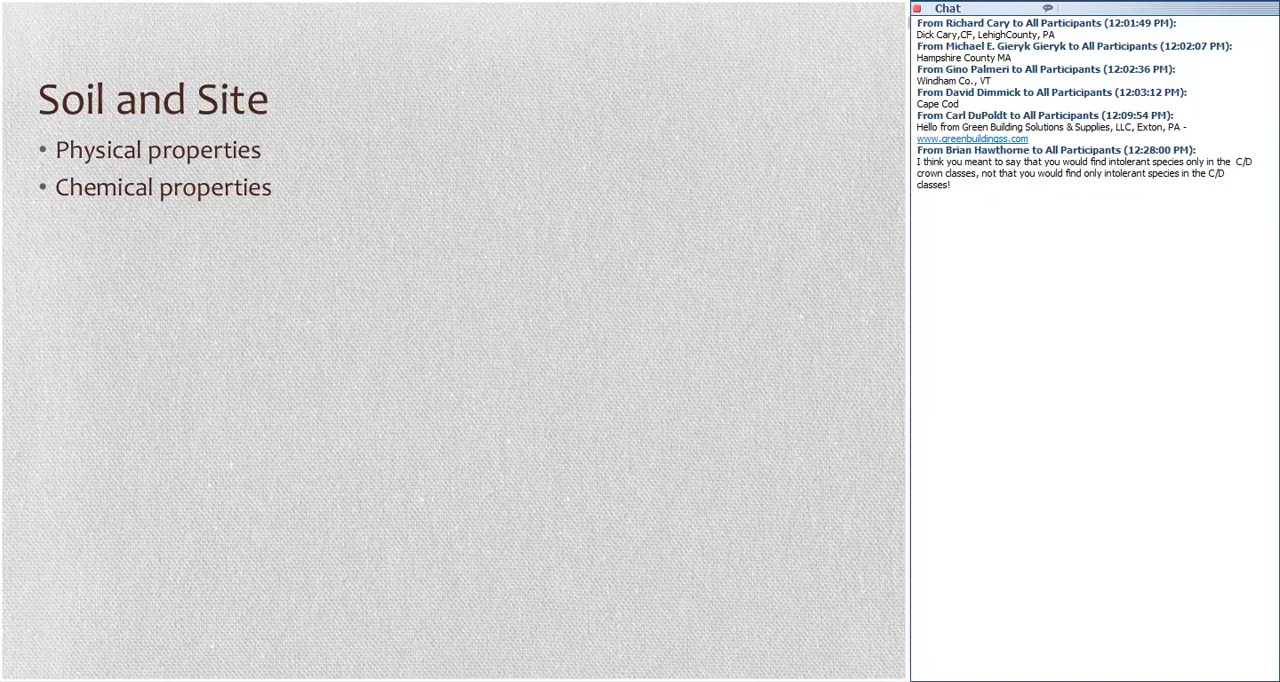 Soil and Site
• Physical properties
• Chemical properties
Chat
From Richard Cary to All Participants (12:01:49 PM):
Dick Cary,CF, LehighCounty, PA
From Michael E. Gieryk Gieryk to All Participants (12:02:07 PM):
Hampshire County MA
From Gino Palmeri to All Participants (12:02:36 PM):
Windham Co., VT
From David Dimmick to All Participants (12:03:12 PM):
Cape Cod
From Carl DuPoldt to All Participants (12:09:54 PM):
Hello from Green Building Solutions & Supplies, LLC, Exton, PA -
www.greenbuildingss.com
From Brian Hawthorne to All Participants (12:28:00 PM):
I think you meant to say that you would find intolerant species only in the C/D
crown classes, not that you would find only intolerant species in the C/D
classes!